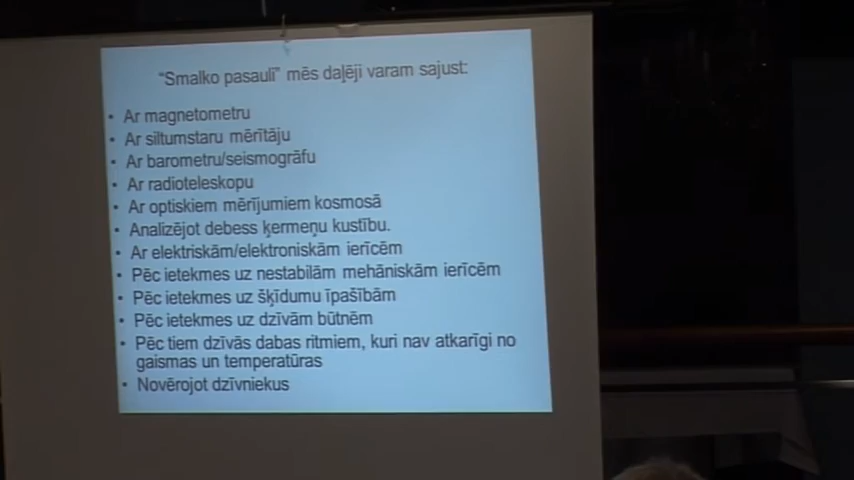 "Smalko pasauli" mēs daļēji varam sajust:
• Ar magnetometru
• Ar siltumstaru mērītāju
• Ar barometru/seismogrāfu
• Ar radioteleskopu
• Ar optiskiem mērījumiem kosmosā
• Analizējot debess ķermeņu kustību.
• Ar elektriskām/elektroniskām ierīcēm
• Pēc ietekmes uz nestabilām mehāniskām ierīcēm
• Pēc ietekmes uz šķīdumu īpašībām
• Pēc ietekmes uz dzīvām būtnēm
• Pēc tiem dzīvās dabas ritmiem, kuri nav atkarīgi no
gaismas un temperatūras
• Novērojot dzīvniekus